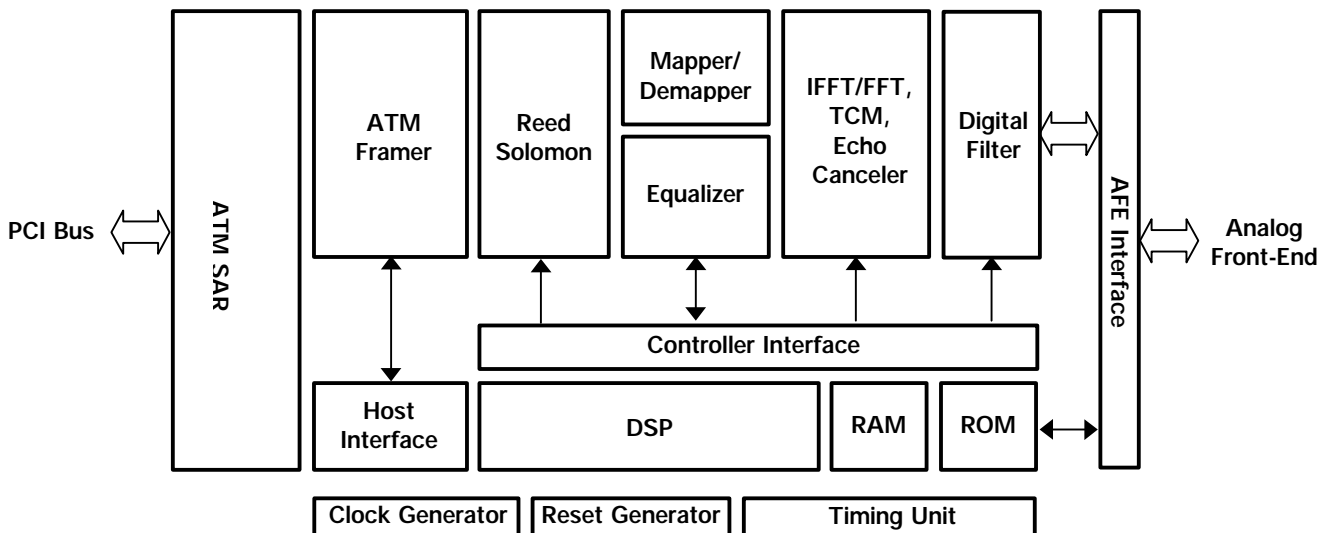 PCI Bus
ATM SAR
ATM
Framer
Reed
Solomon
Mapper/
Demapper
Equalizer
IFFT/FFT,
TCM,
Echo
Canceler
Digital
Filter
AFE Interface
Analog
Front-End
Controller Interface
Host
Interface
DSP
RAM
ROM
Clock Generator
Reset Generator
Timing Unit